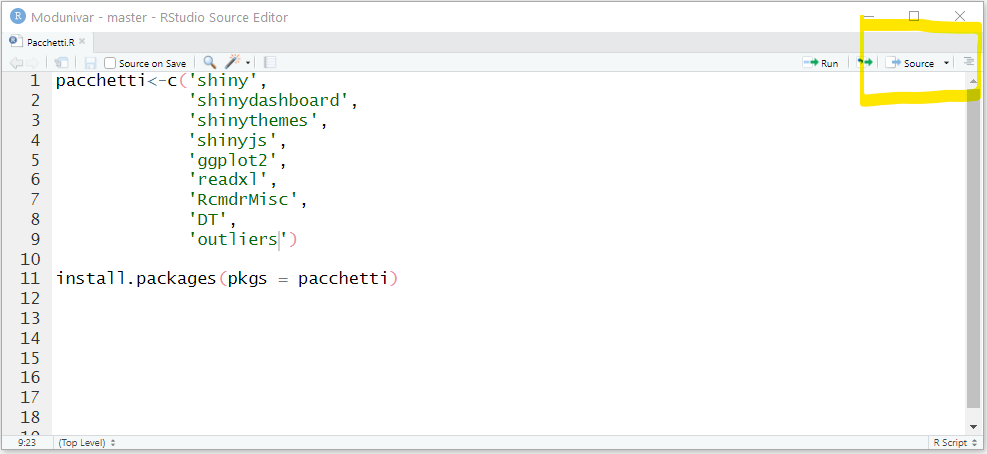 R Modunivar - master - RStudio Source Editor
Pacchetti.R
Source on Save Run Source
1 pacchetti<-c('shiny',
2 'shinydashboard',
3 'shinythemes',
4 'shinyjs',
5 'ggplot2',
6 'readxl',
7 'RcmdrMisc',
8 'DT',
9 'outliers')
10
11 install.packages(pkgs = pacchetti)
12
13
14
15
16
17
18
19
9:23 (Top Level) R Script